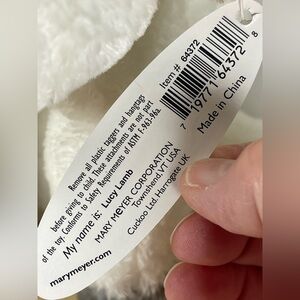 Remove all plastic taggers and hangtags
before giving to child. These attachments are not part
of the toy. Conforms to Safety Requirements of ASTM F-963-96a.
My name is: Lucy Lamb
MARY MEYER CORPORATION
Townshend, VT USA
Cuckoo Ltd. Harrogate UK
marymeyer.com
Item # 64372
7 19771 64372 8
Made in China